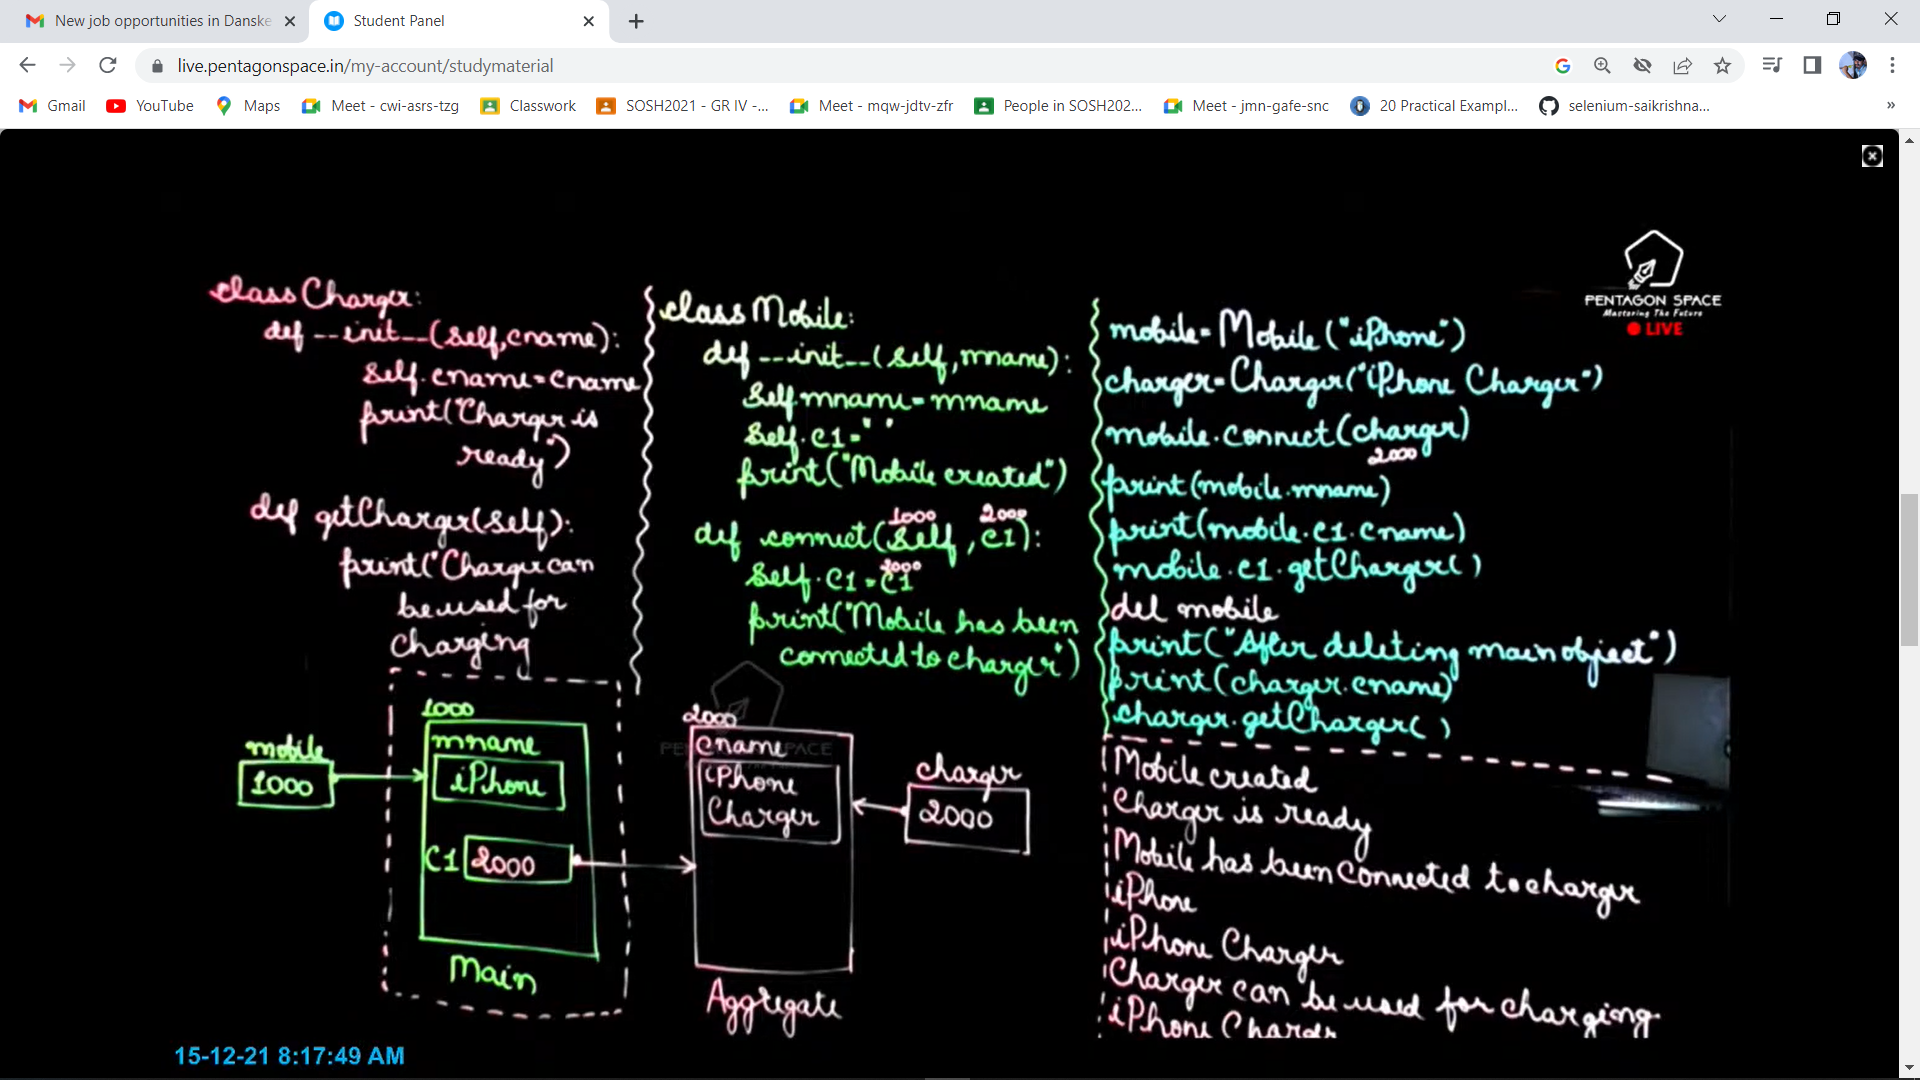 New job opportunities in Danske
Student Panel
live.pentagonspace.in/my-account/studymaterial
Gmail
YouTube
Maps
Meet - cwi-asrs-tzg
Classwork
SOSH2021 - GR IV -...
Meet - mqw-jdtv-zfr
People in SOSH202...
Meet - jmn-gafe-snc
20 Practical Exampl...
selenium-saikrishna...
»
PENTAGON SPACE
Mastering The Future
LIVE
class Charger:
def __init__(self,cname):
self.cname=cname
print("Charger is
ready")
def getCharger(self):
print("Charger can
be used for
charging
class Mobile:
def __init__(self,mname):
self.mname=mname
self.c1=" "
print("Mobile created")
1000 2000
def connect(self,c1):
2000
self.c1=c1
print("Mobile has been
connected to charger")
mobile=Mobile("iPhone")
charger=Charger("iPhone Charger")
mobile.connect(charger)
2000
print(mobile.mname)
print(mobile.c1.cname)
mobile.c1.getCharger()
del mobile
print("After deleting main object")
print(charger.cname)
charger.getCharger()
mobile
1000
1000
mname
iPhone
C1 2000
Main
2000
cname
iPhone
Charger
Aggregate
charger
2000
Mobile created
Charger is ready
Mobile has been connected to charger
iPhone
iPhone Charger
Charger can be used for charging
iPhone Charger
15-12-21 8:17:49 AM